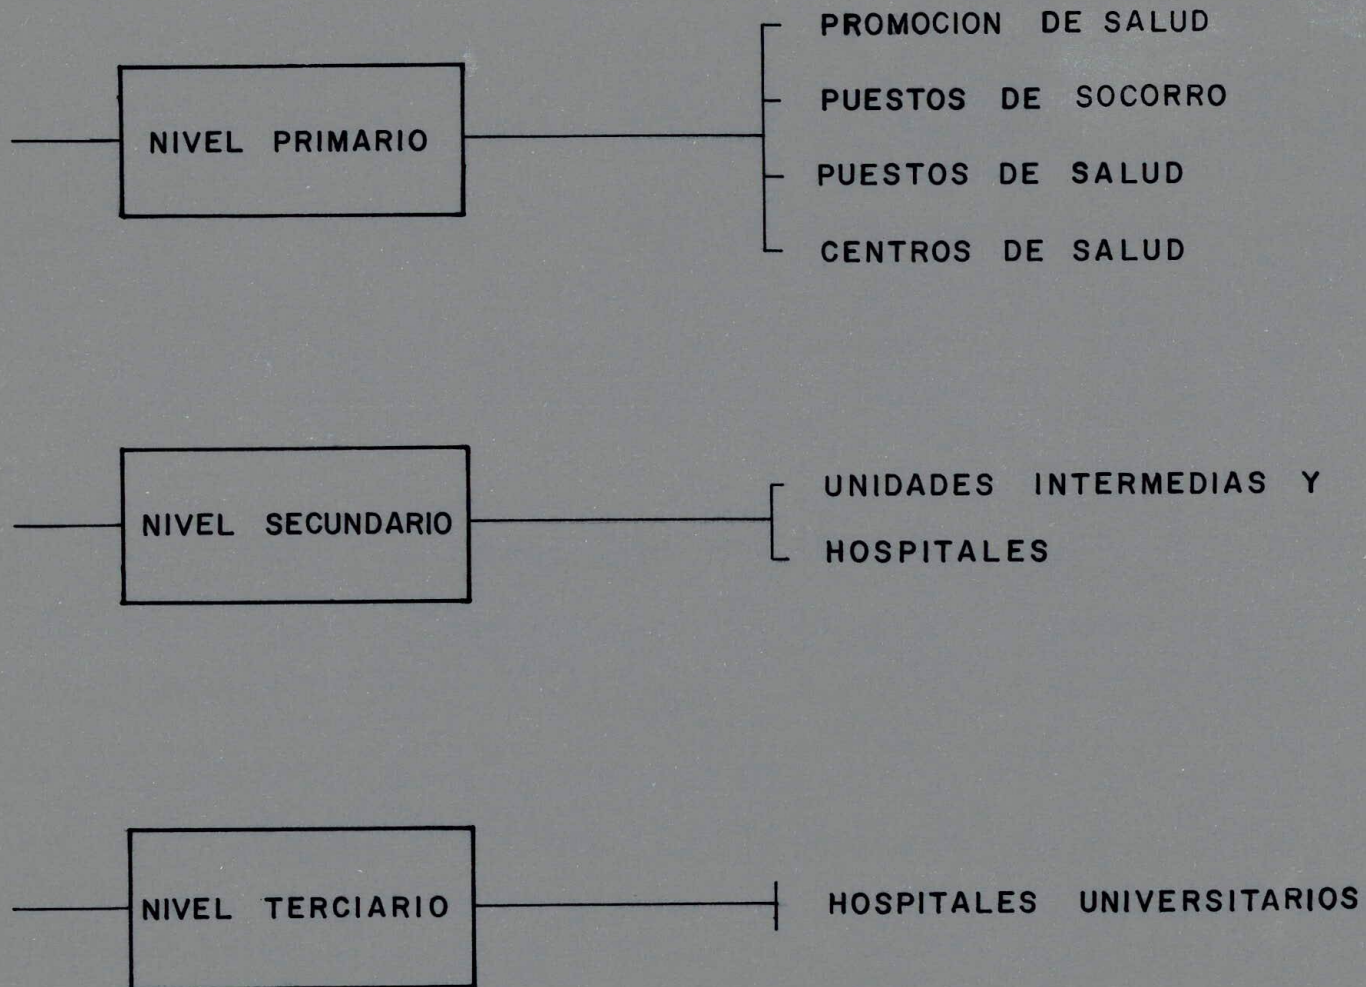 NIVEL PRIMARIO
PROMOCION DE SALUD
PUESTOS DE SOCORRO
PUESTOS DE SALUD
CENTROS DE SALUD
NIVEL SECUNDARIO
UNIDADES INTERMEDIAS Y
HOSPITALES
NIVEL TERCIARIO
HOSPITALES UNIVERSITARIOS